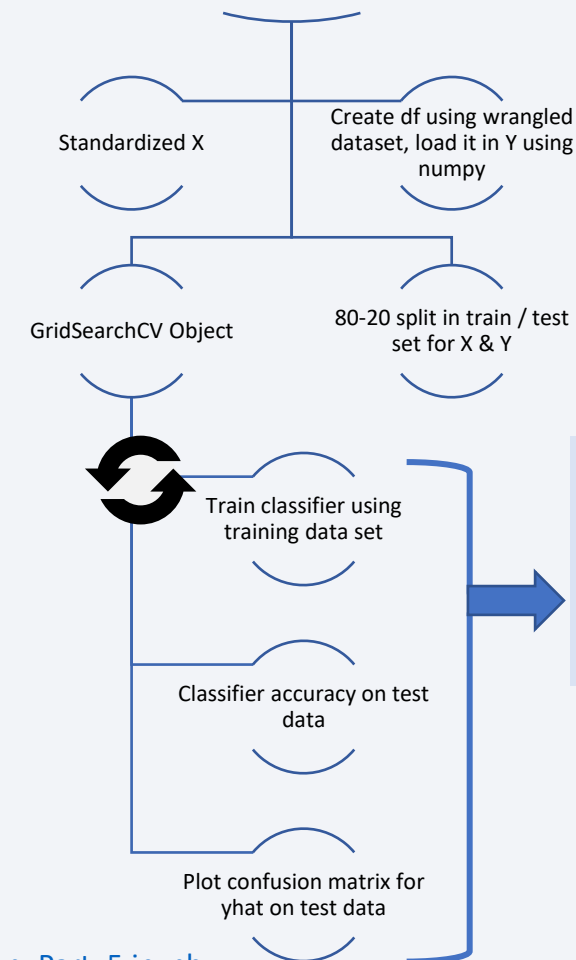 Standardized X
Create df using wrangled
dataset, load it in Y using
numpy
GridSearchCV Object
80-20 split in train / test
set for X & Y
Train classifier using
training data set
Classifier accuracy on test
data
Plot confusion matrix for
yhat on test data